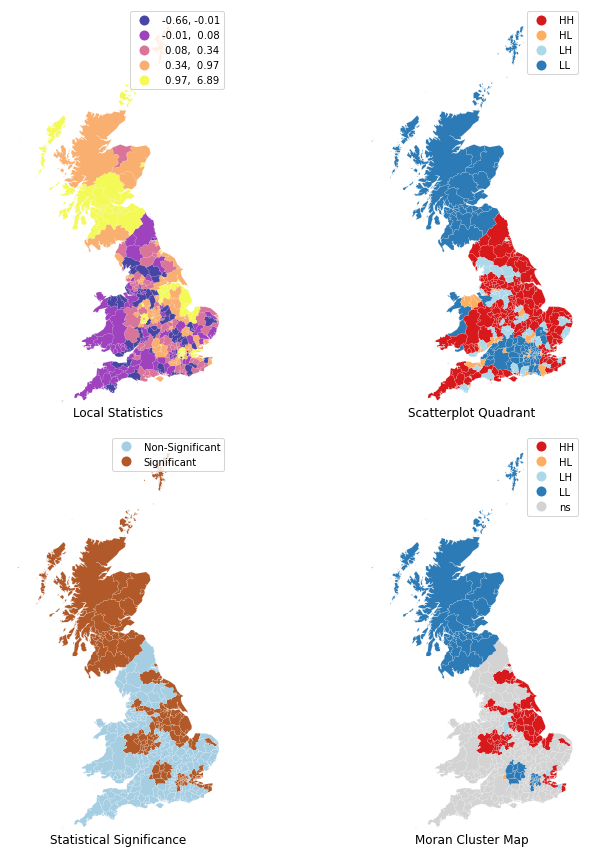 -0.66, -0.01
-0.01, 0.08
0.08, 0.34
0.34, 0.97
0.97, 6.89
Local Statistics
HH
HL
LH
LL
Scatterplot Quadrant
Non-Significant
Significant
Statistical Significance
HH
HL
LH
LL
ns
Moran Cluster Map